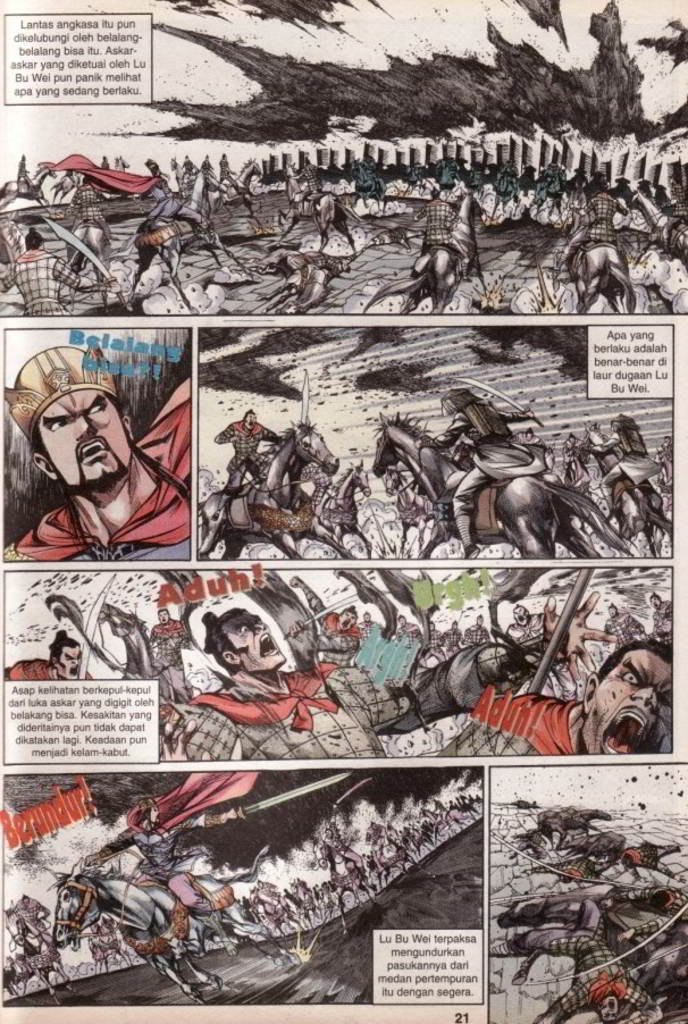 Lantas angkasa itu pun
dikelubungi oleh belalang-
belalang bisa itu. Askar-
askar yang diketuai oleh Lu
Bu Wei pun panik melihat
apa yang sedang berlaku.
Belalang
bisa?!
Apa yang
berlaku adalah
benar-benar di
laur dugaan Lu
Bu Wei.
Aduh!
Argh!
Argh!
Aduh!
Asap kelihatan berkepul-kepul
dari luka askar yang digigit oleh
belakang bisa. Kesakitan yang
dideritainya pun tidak dapat
dikatakan lagi. Keadaan pun
menjadi kelam-kabut.
Berundur!
Lu Bu Wei terpaksa
mengundurkan
pasukannya dari
medan pertempuran
itu dengan segera.
21